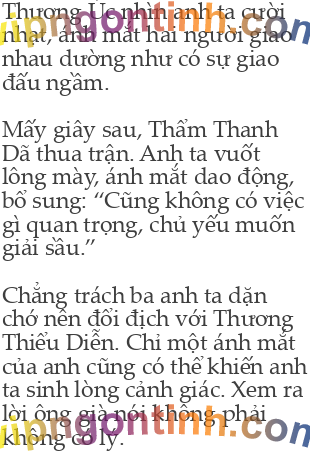 Thương Úc nhìn anh ta cười
nhạt, ánh mắt hai người giao
nhau dường như có sự giao
đấu ngầm.
Mấy giây sau, Thẩm Thanh
Dã thua trận. Anh ta vuốt
lông mày, ánh mắt dao động,
bổ sung: “Cũng không có việc
gì quan trọng, chủ yếu muốn
giải sầu.”
Chẳng trách ba anh ta dặn
chớ nên đối địch với Thương
Thiểu Diễn. Chỉ một ánh mắt
của anh cũng có thể khiến anh
ta sinh lòng cảnh giác. Xem ra
lời ông già nói không phải
không có lý.
vipngontinh.com
vipngontinh.com